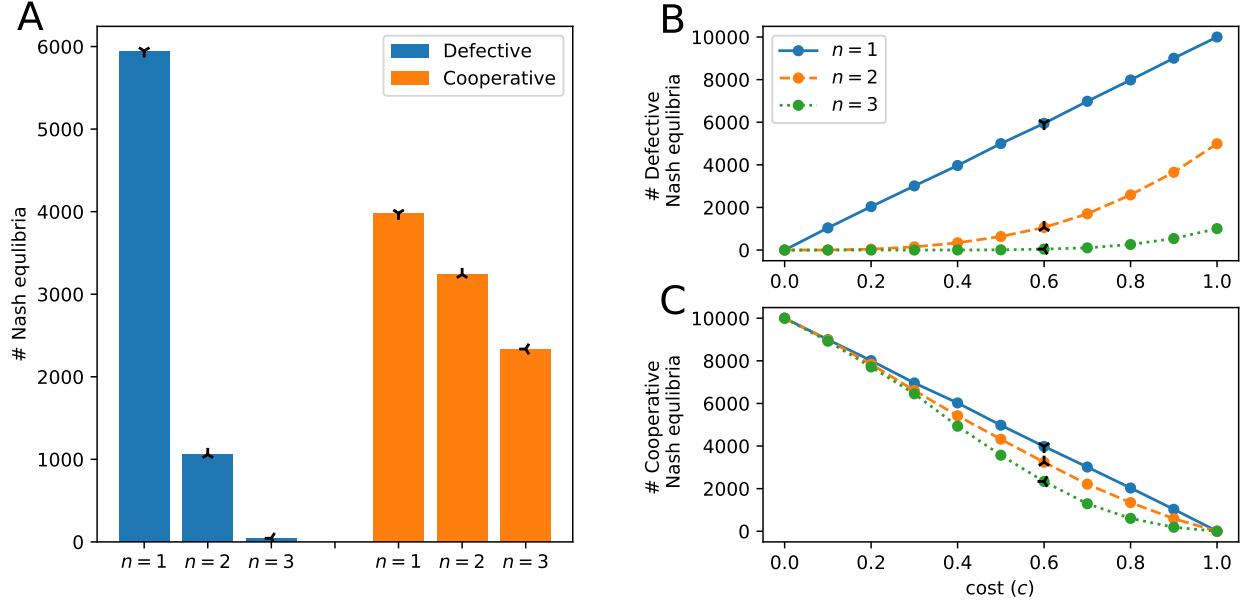 A
6000
5000
4000
3000
2000
1000
0
# Nash equlibria
Defective
Cooperative
n = 1
n = 2
n = 3
n = 1
n = 2
n = 3
B
10000
8000
6000
4000
2000
0
# Defective
Nash equlibria
n = 1
n = 2
n = 3
0.0
0.2
0.4
0.6
0.8
1.0
C
10000
8000
6000
4000
2000
0
# Cooperative
Nash equlibria
0.0
0.2
0.4
0.6
0.8
1.0
cost (c)